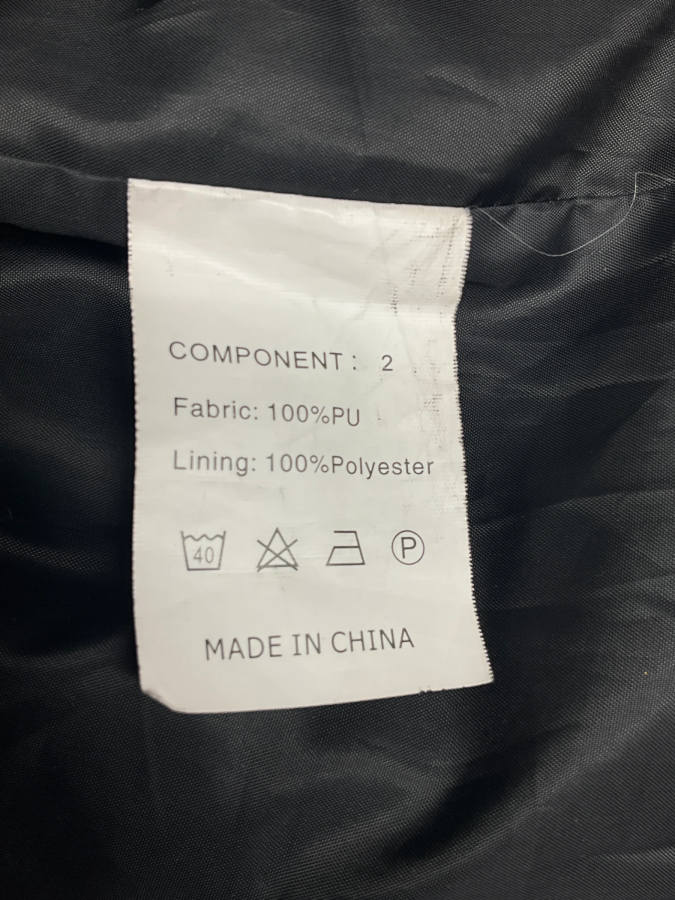 COMPONENT: 2
Fabric: 100%PU
Lining: 100%Polyester
40 P
MADE IN CHINA